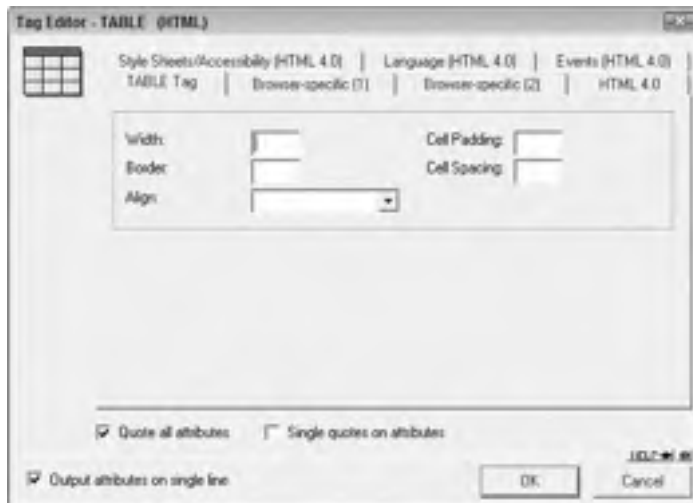 Tag Editor - TABLE (HTML)
Style Sheets/Accessibility (HTML 4.0) | Language (HTML 4.0) | Events (HTML 4.0)
TABLE Tag | Browser-specific (1) | Browser-specific (2) | HTML 4.0
Width: Cell Padding:
Border: Cell Spacing:
Align:
Quote all attributes Single quotes on attributes
HELP
Output attributes on single line OK Cancel